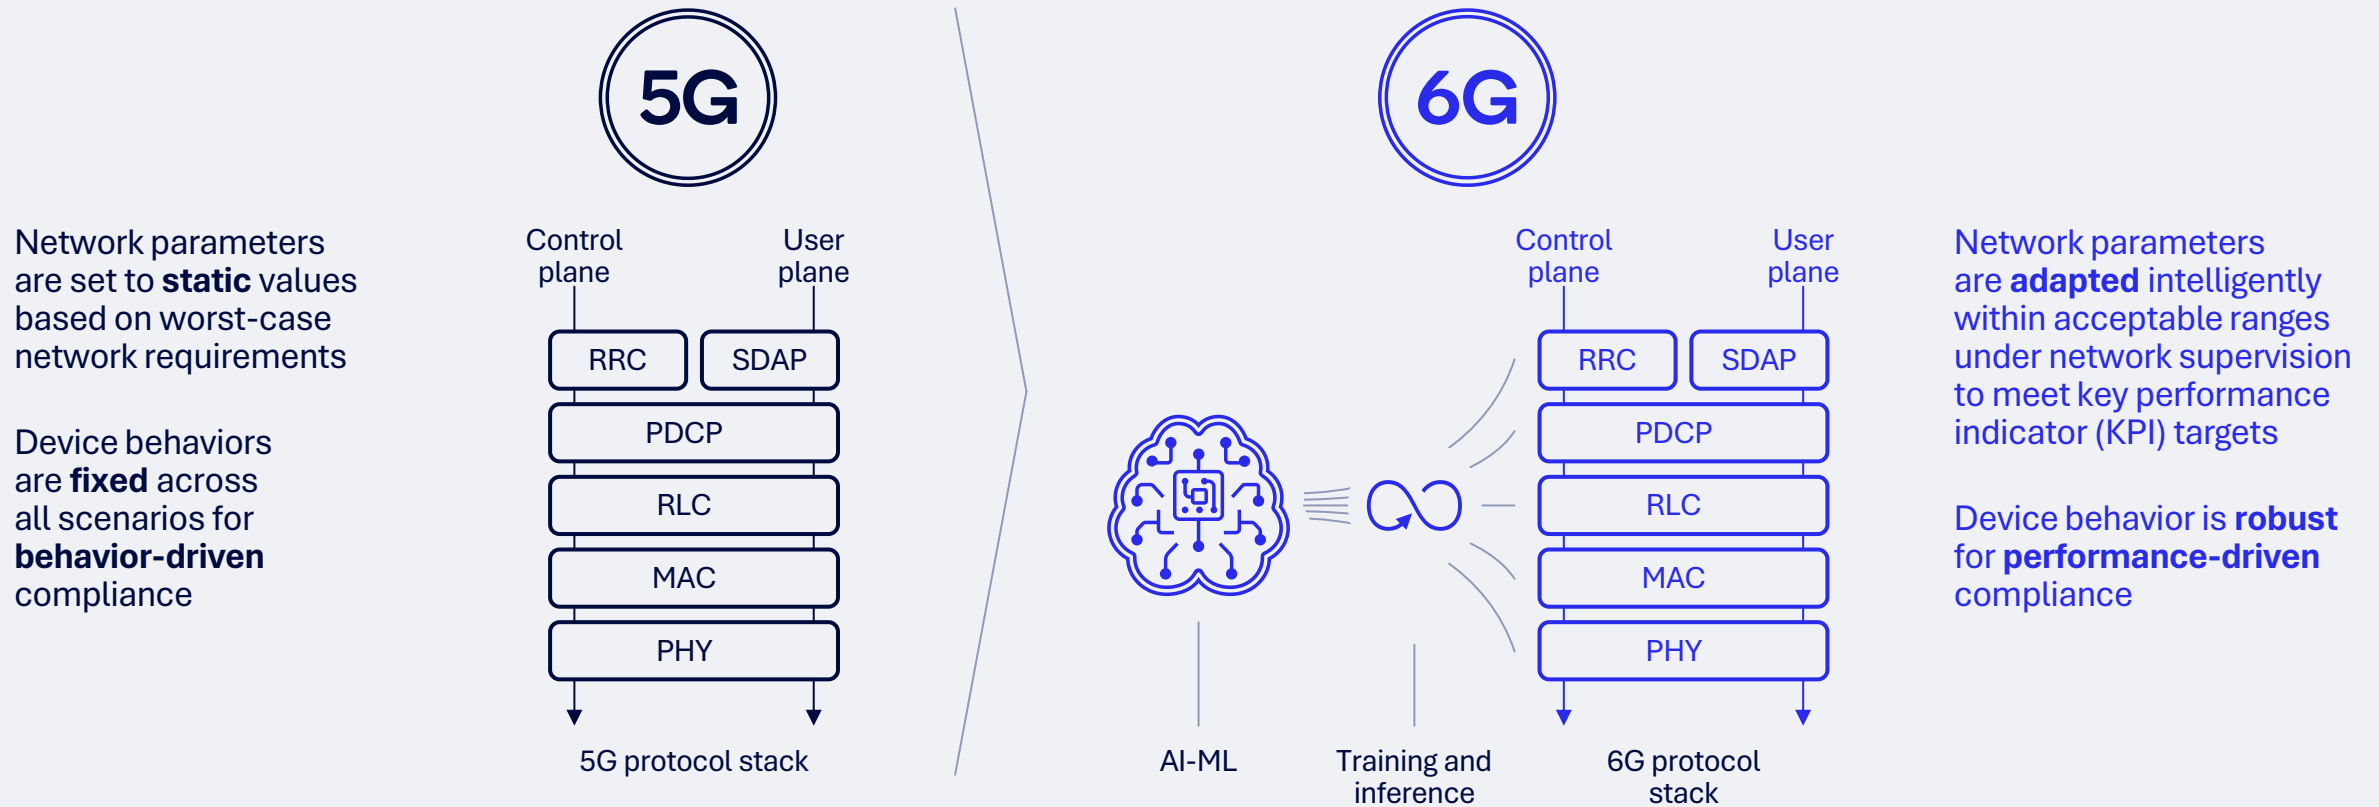 5G
Network parameters
are set to static values
based on worst-case
network requirements
Device behaviors
are fixed across
all scenarios for
behavior-driven
compliance
Control
plane
User
plane
RRC
SDAP
PDCP
RLC
MAC
PHY
5G protocol stack
6G
AI-ML
Training and
inference
Control
plane
User
plane
RRC
SDAP
PDCP
RLC
MAC
PHY
6G protocol
stack
Network parameters
are adapted intelligently
within acceptable ranges
under network supervision
to meet key performance
indicator (KPI) targets
Device behavior is robust
for performance-driven
compliance